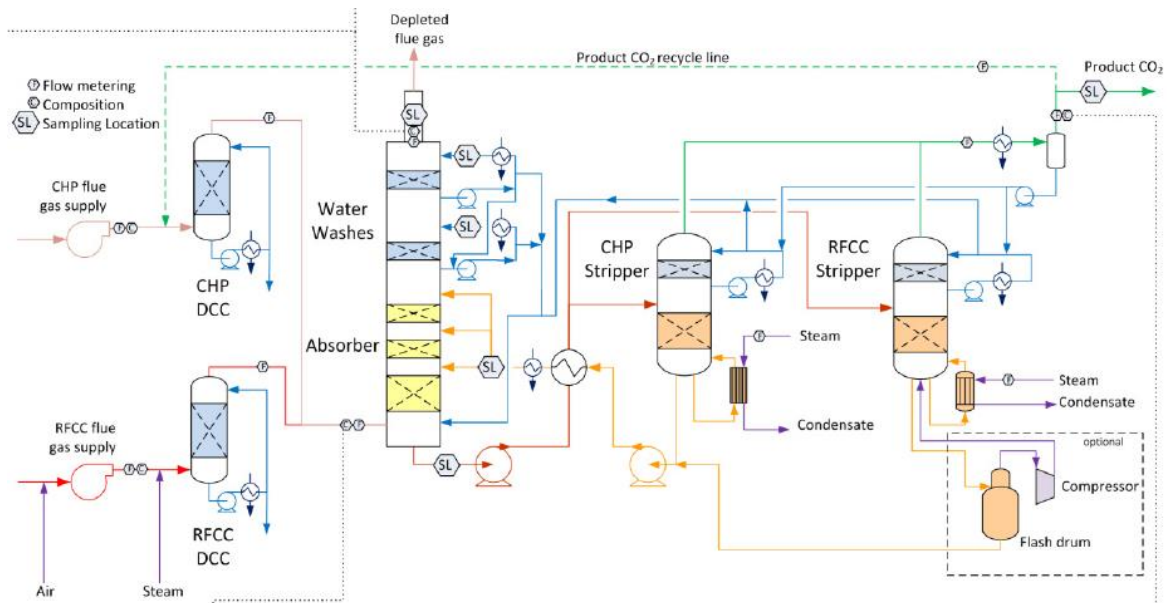 Depleted
flue gas
Product CO₂ recycle line
Product CO₂
F Flow metering
C Composition
SL Sampling Location
SL
C
F
F
F
SL
F C
F
SL
CHP flue
gas supply
F C
Water
Washes
SL
CHP
Stripper
RFCC
Stripper
CHP
DCC
Absorber
SL
F
Steam
F
Steam
Condensate
Condensate
F
RFCC flue
gas supply
C F
SL
optional
F C
Compressor
Flash drum
RFCC
DCC
Air
Steam